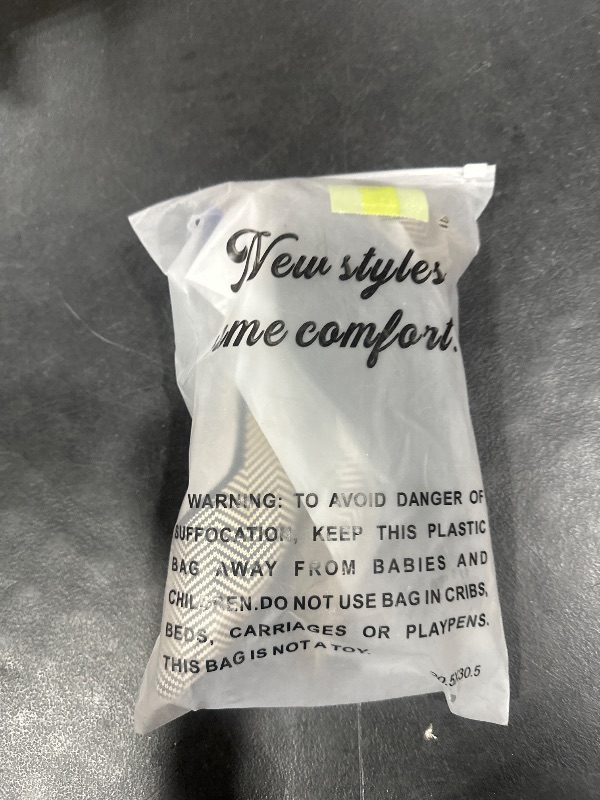 New styles
ame comfort.
WARNING: TO AVOID DANGER OF
SUFFOCATION, KEEP THIS PLASTIC
BAG AWAY FROM BABIES AND
CHILDREN.DO NOT USE BAG IN CRIBS,
BEDS, CARRIAGES OR PLAYPENS.
THIS BAG IS NOT A TOY.